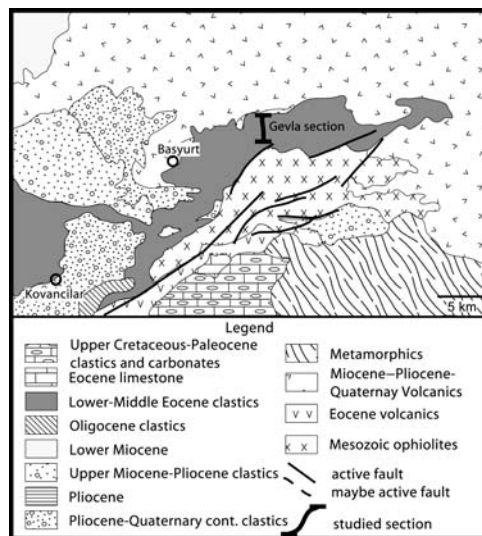 Gevla section
Basyurt
Kovancilar
5 km
Legend
Upper Cretaceous-Paleocene
clastics and carbonates
Eocene limestone
Lower-Middle Eocene clastics
Oligocene clastics
Lower Miocene
Upper Miocene-Pliocene clastics
Pliocene
Pliocene-Quaternary cont. clastics
Metamorphics
Miocene–Pliocene-
Quaternay Volcanics
Eocene volcanics
Mesozoic ophiolites
active fault
maybe active fault
studied section